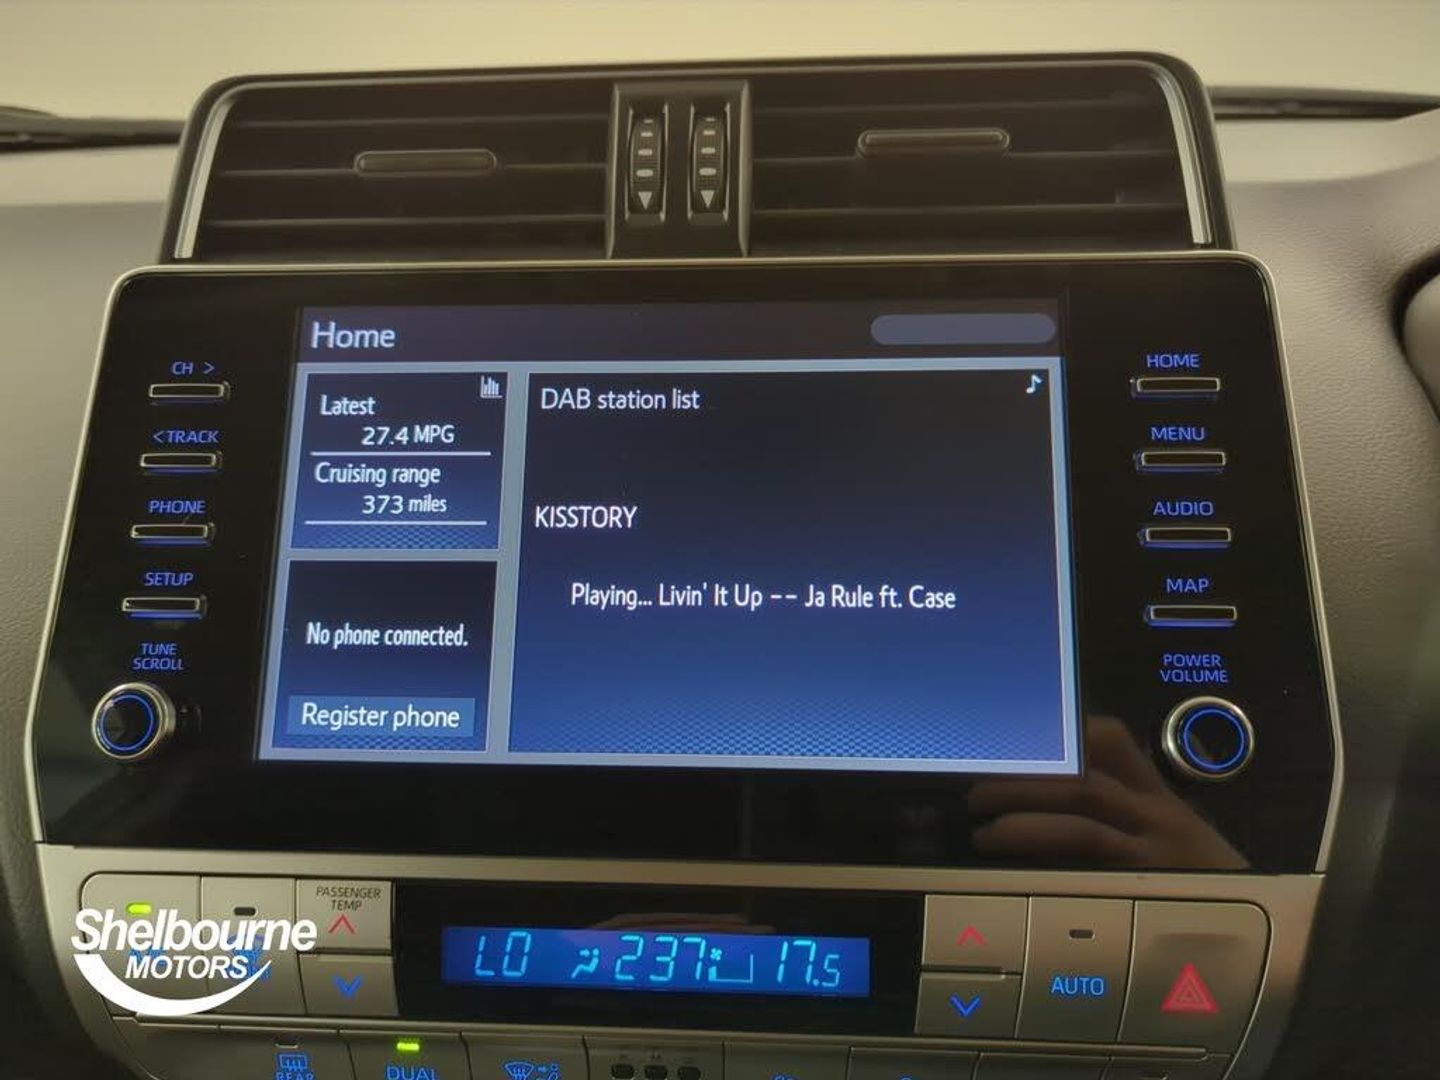 Home
CH >
<TRACK
PHONE
SETUP
TUNE
SCROLL
Latest
27.4 MPG
Cruising range
373 miles
No phone connected.
Register phone
DAB station list
KISSTORY
Playing... Livin' It Up -- Ja Rule ft. Case
HOME
MENU
AUDIO
MAP
POWER
VOLUME
PASSENGER
TEMP
LO 237 17.5
AUTO
Shelbourne
MOTORS
REAR
DUAL